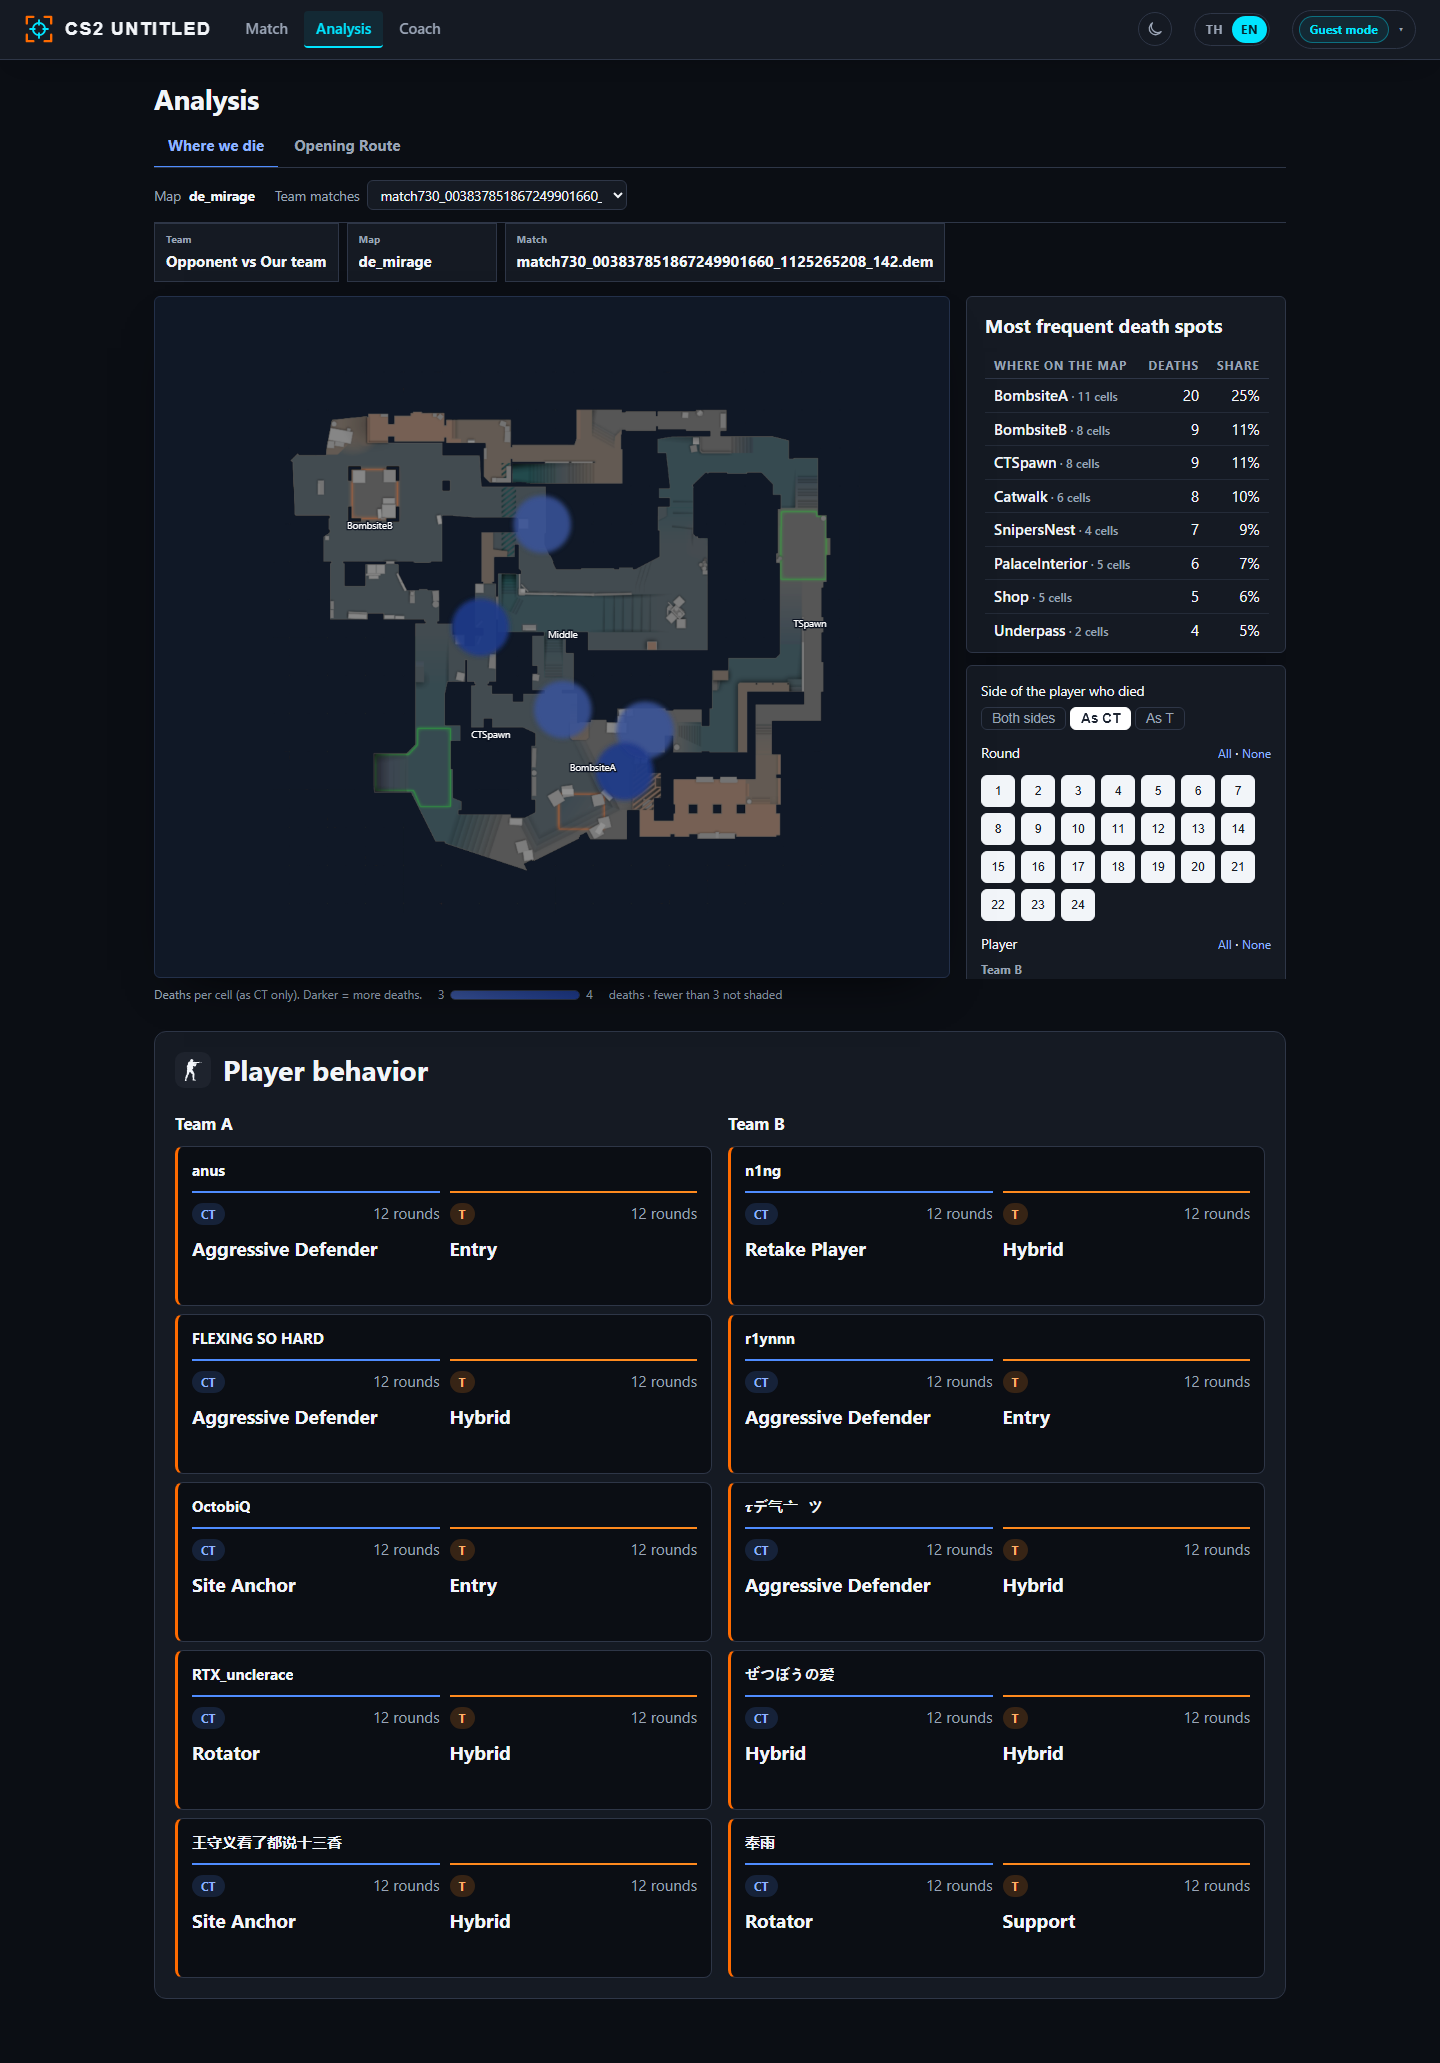 CS2 UNTITLED Match Analysis Coach TH EN Guest mode
Analysis
Where we die Opening Route
Map de_mirage Team matches match730_003837851867249901660_
Team Map Match
Opponent vs Our team de_mirage match730_003837851867249901660_1125265208_142.dem
BombsiteB
Middle
TSpawn
CTSpawn
BombsiteA
Most frequent death spots
WHERE ON THE MAP DEATHS SHARE
BombsiteA · 11 cells 20 25%
BombsiteB · 8 cells 9 11%
CTSpawn · 8 cells 9 11%
Catwalk · 6 cells 8 10%
SnipersNest · 4 cells 7 9%
PalaceInterior · 5 cells 6 7%
Shop · 5 cells 5 6%
Underpass · 2 cells 4 5%
Side of the player who died
Both sides As CT As T
Round All · None
1 2 3 4 5 6 7
8 9 10 11 12 13 14
15 16 17 18 19 20 21
22 23 24
Player All · None
Team B
Deaths per cell (as CT only). Darker = more deaths. 3 4 deaths · fewer than 3 not shaded
Player behavior
Team A
anus
CT 12 rounds T 12 rounds
Aggressive Defender Entry
FLEXING SO HARD
CT 12 rounds T 12 rounds
Aggressive Defender Hybrid
OctobiQ
CT 12 rounds T 12 rounds
Site Anchor Entry
RTX_unclerace
CT 12 rounds T 12 rounds
Rotator Hybrid
王守义看了都说十三香
CT 12 rounds T 12 rounds
Site Anchor Hybrid
Team B
n1ng
CT 12 rounds T 12 rounds
Retake Player Hybrid
r1ynnn
CT 12 rounds T 12 rounds
Aggressive Defender Entry
CT 12 rounds T 12 rounds
Aggressive Defender Hybrid
ぜつぼうの爱
CT 12 rounds T 12 rounds
Hybrid Hybrid
奉雨
CT 12 rounds T 12 rounds
Rotator Support